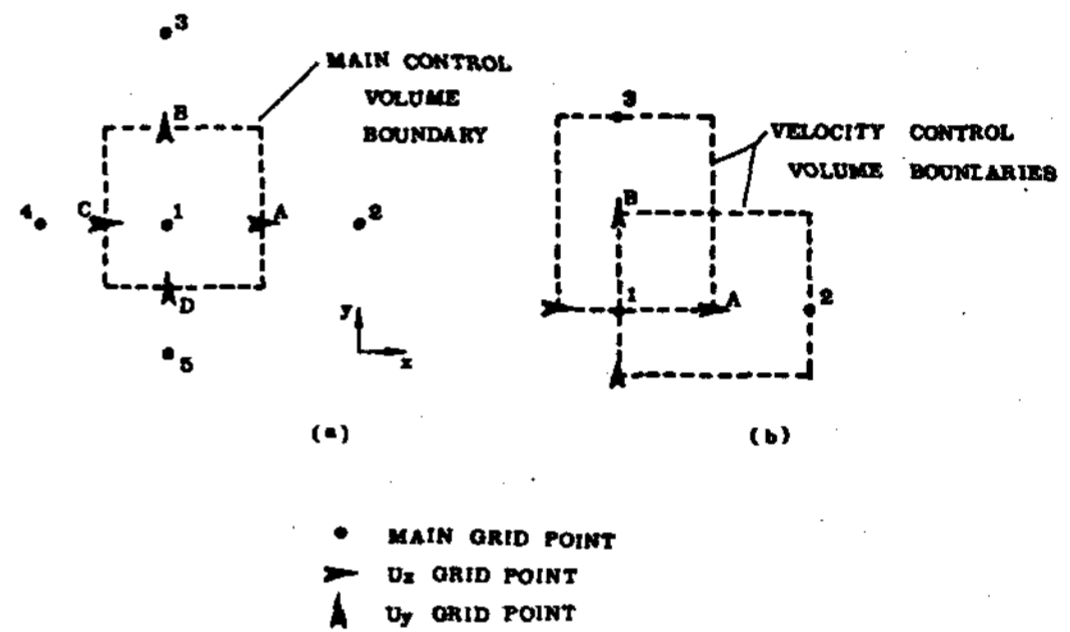 3
MAIN CONTROL
VOLUME
BOUNDARY
B
4
C
1
A
2
D
y
x
5
(a)
3
VELOCITY CONTROL
VOLUME BOUNDARIES
B
1
A
2
(b)
MAIN GRID POINT
Ux GRID POINT
Uy GRID POINT